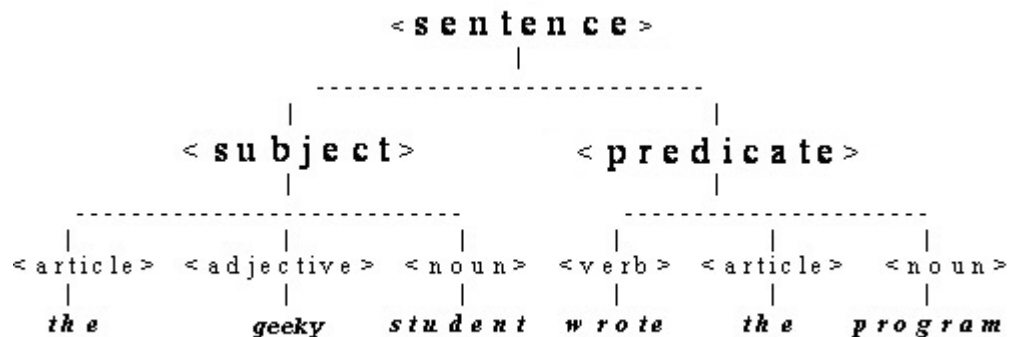 <sentence>
<subject> <predicate>
<article> <adjective> <noun> <verb> <article> <noun>
the geeky student wrote the program